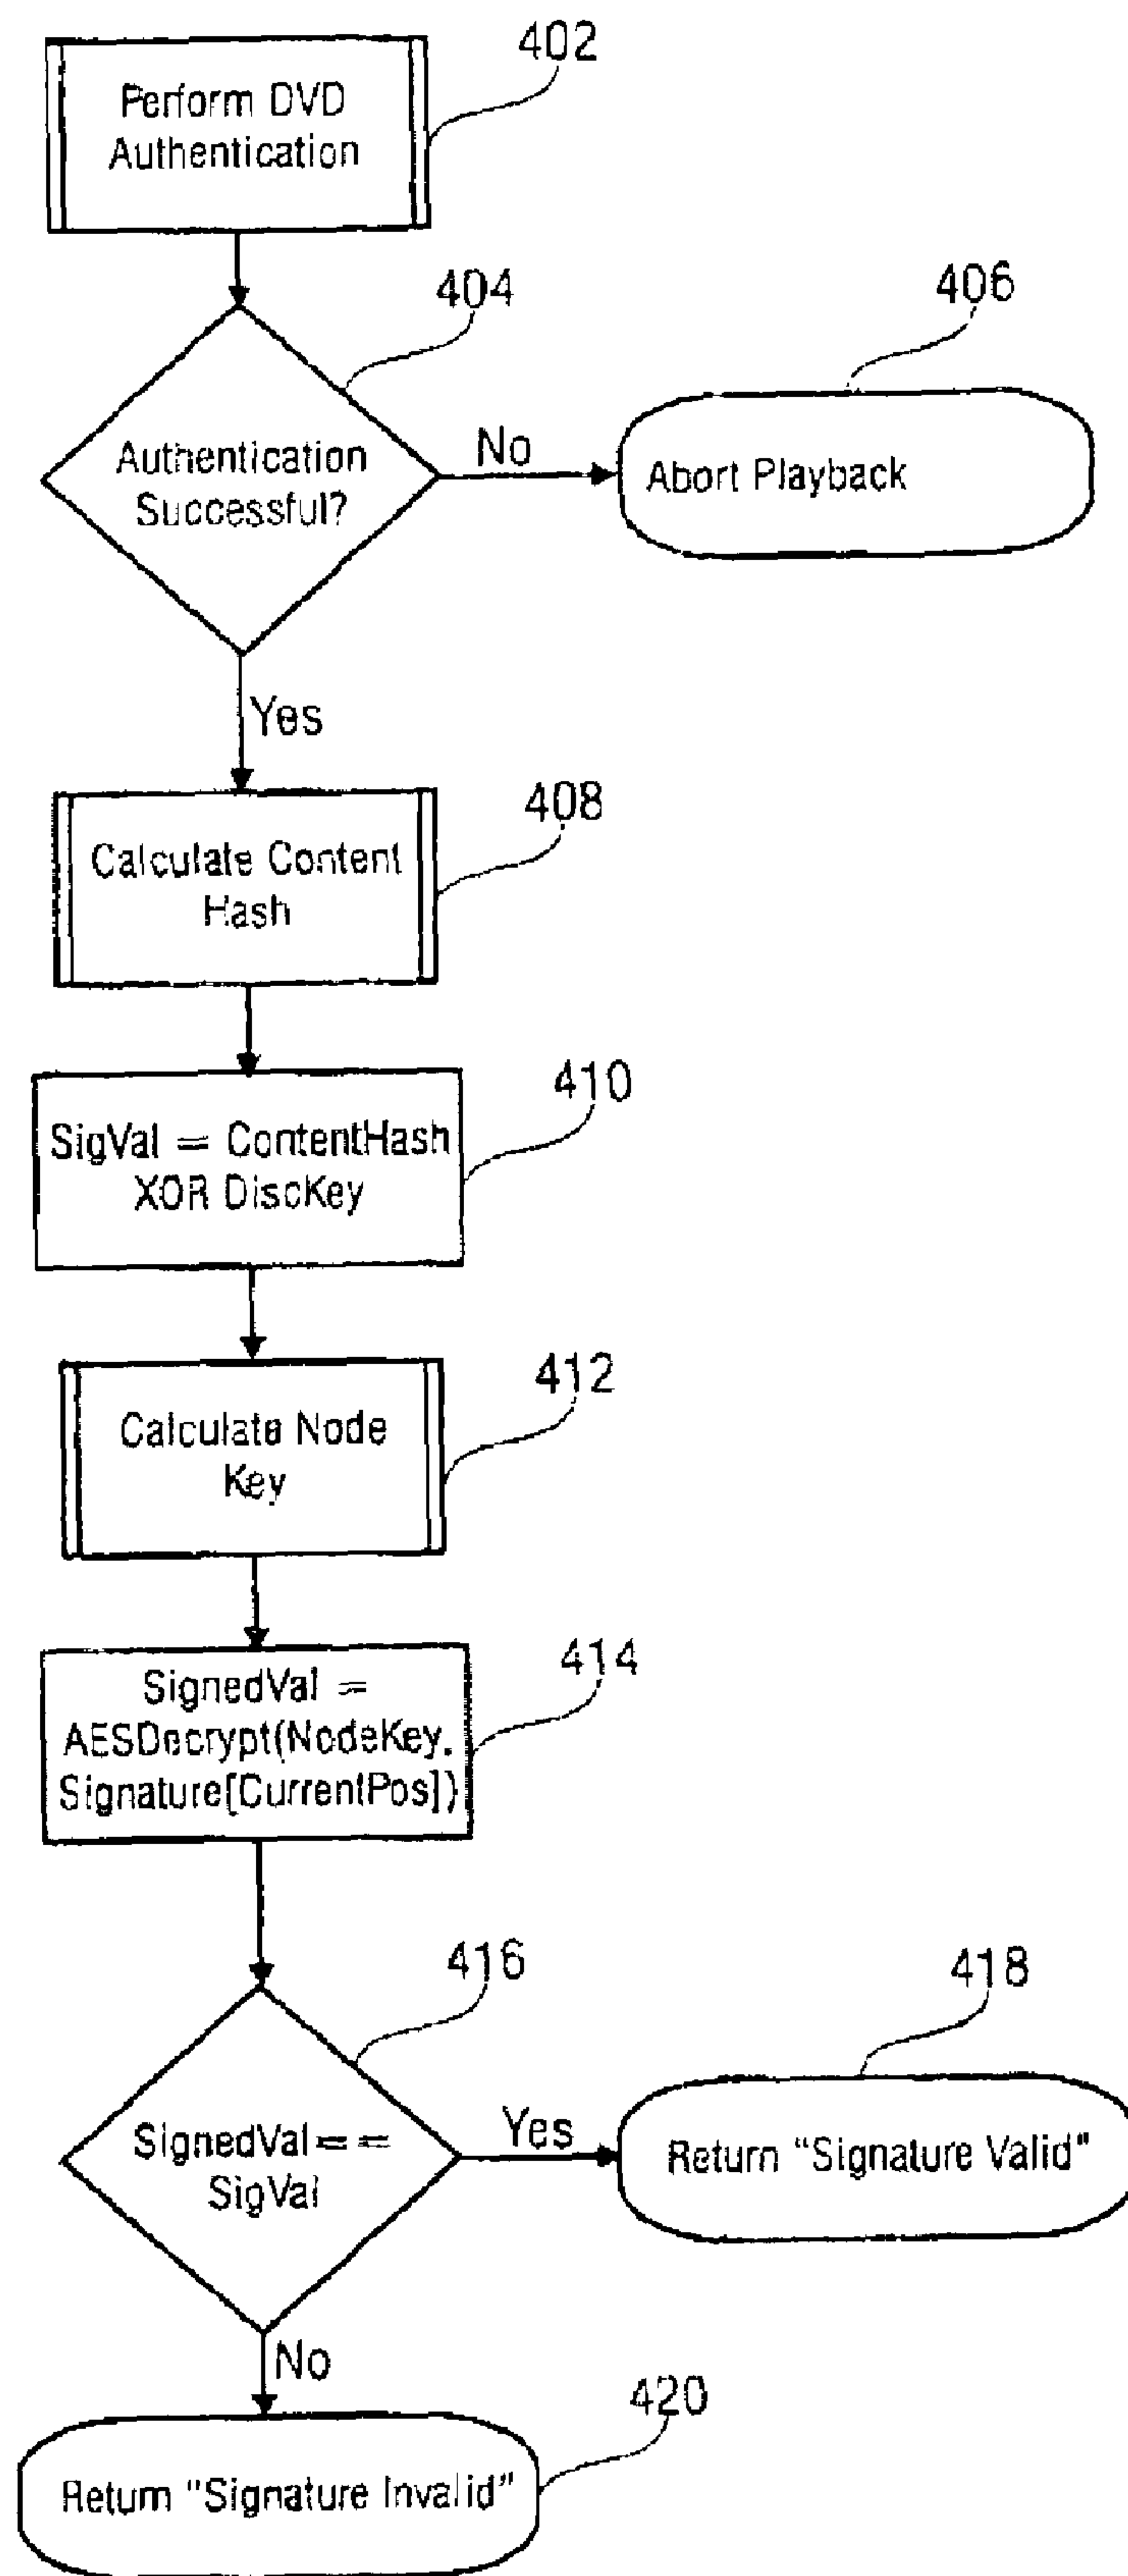 402
Perform DVD
Authentication
404
406
Authentication
Successful?
No
Abort Playback
Yes
408
Calculate Content
Hash
410
SigVal = ContentHash
XOR DiscKey
412
Calculate Node
Key
414
SignedVal =
AESDecrypt(NodeKey,
Signature[CurrentPos])
416
418
SignedVal==
SigVal
Yes
Return "Signature Valid"
No
420
Return "Signature Invalid"